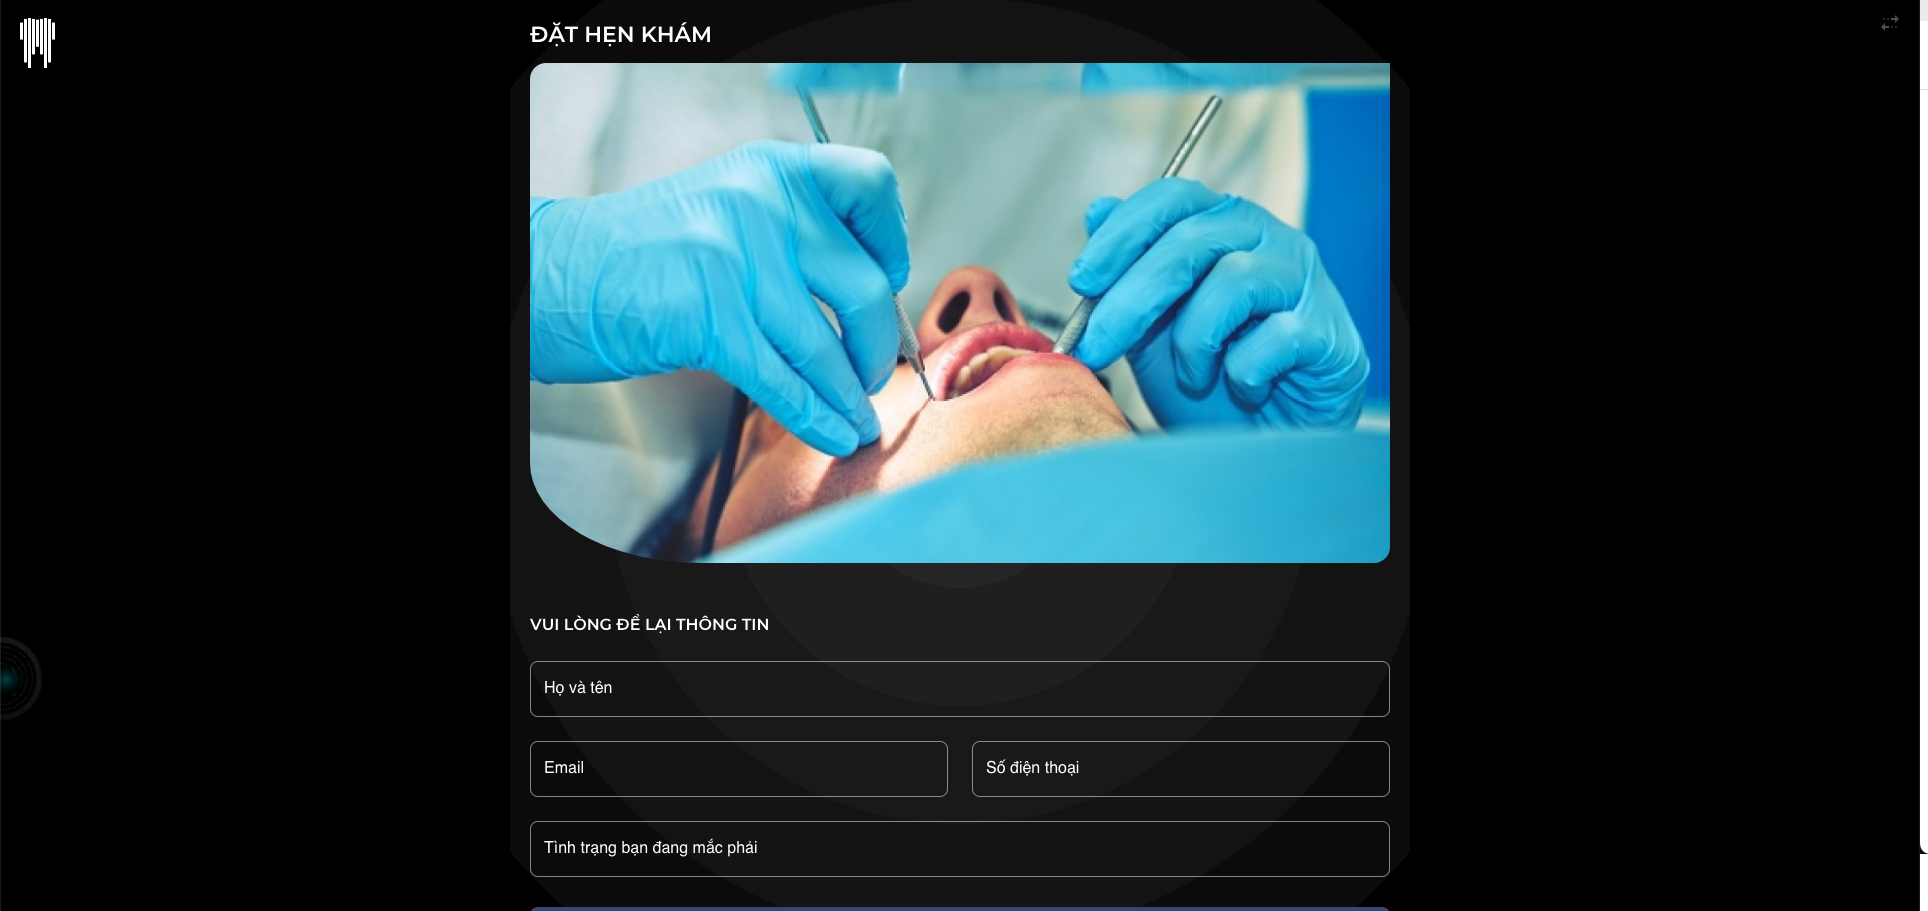 ĐẶT HẸN KHÁM
VUI LÒNG ĐỂ LẠI THÔNG TIN
Họ và tên
Email
Số điện thoại
Tình trạng bạn đang mắc phải